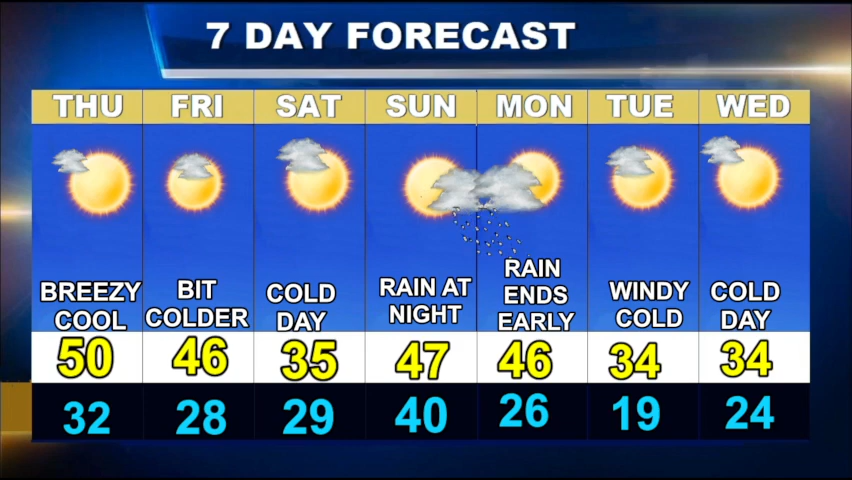 7 DAY FORECAST
THU FRI SAT SUN MON TUE WED
BREEZY
COOL
BIT
COLDER
COLD
DAY
RAIN AT
NIGHT
RAIN
ENDS
EARLY
WINDY
COLD
COLD
DAY
50 46 35 47 46 34 34
32 28 29 40 26 19 24